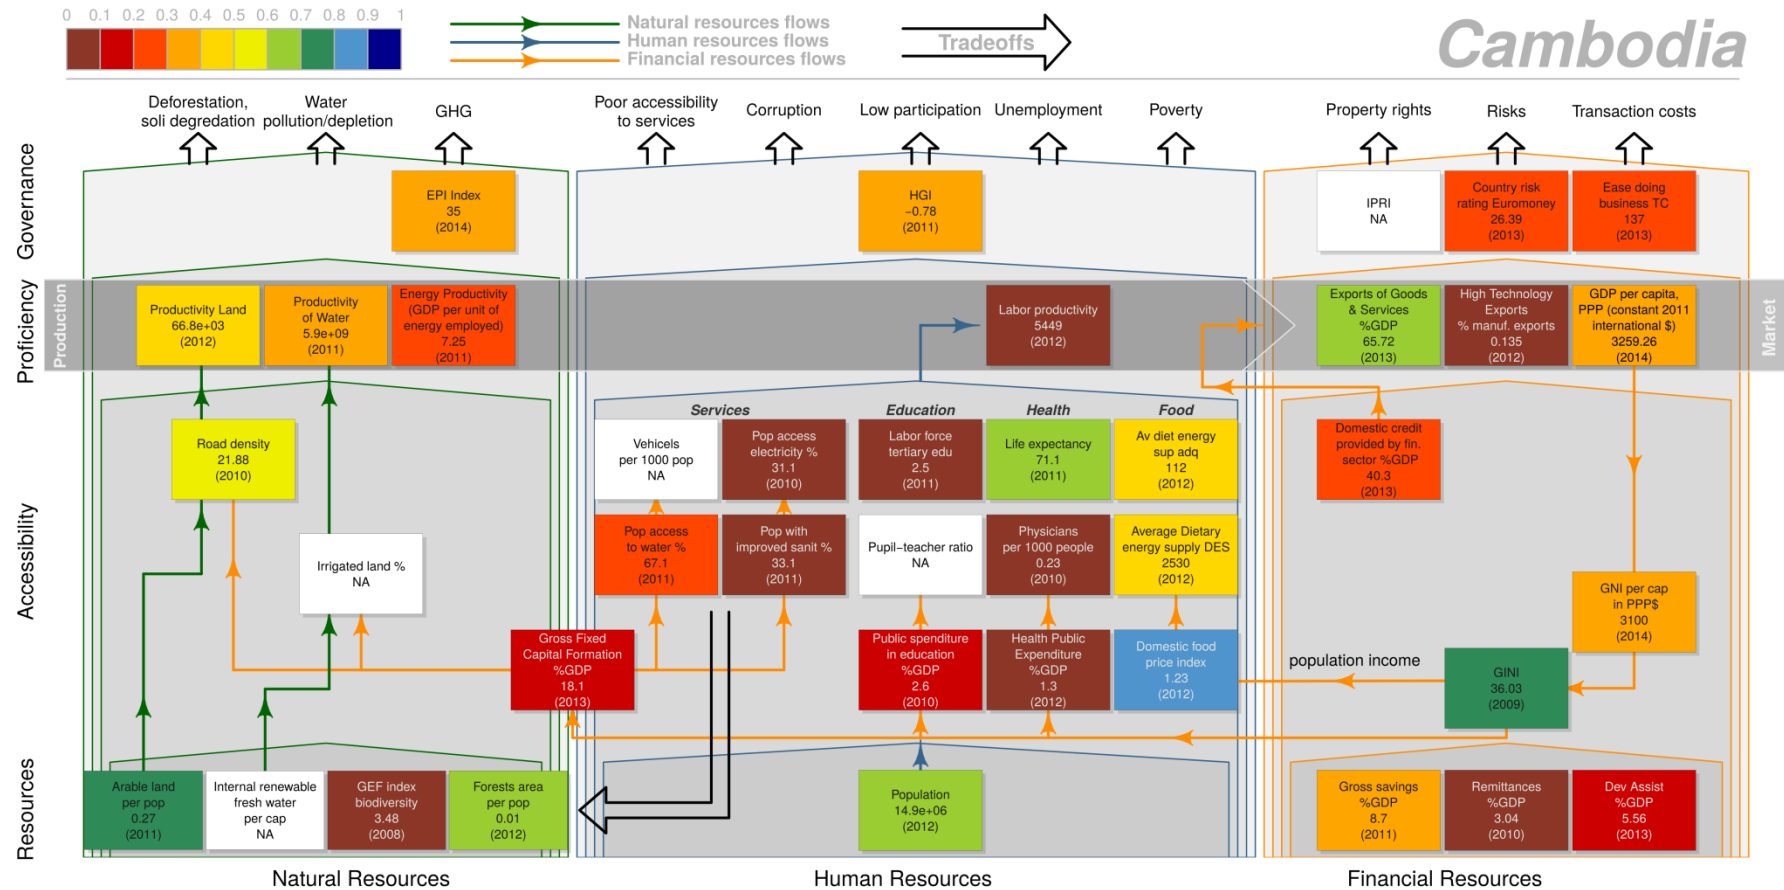 0 0.1 0.2 0.3 0.4 0.5 0.6 0.7 0.8 0.9 1
Natural resources flows
Human resources flows
Financial resources flows
Tradeoffs
Cambodia
Deforestation,
soli degredation
Water
pollution/depletion
GHG
Poor accessibility
to services
Corruption
Low participation
Unemployment
Poverty
Property rights
Risks
Transaction costs
Governance
EPI Index
35
(2014)
HGI
−0.78
(2011)
IPRI
NA
Country risk
rating Euromoney
26.39
(2013)
Ease doing
business TC
137
(2013)
Proficiency
Production
Productivity Land
66.8e+03
(2012)
Productivity
of Water
5.9e+09
(2011)
Energy Productivity
(GDP per unit of
energy employed)
7.25
(2011)
Labor productivity
5449
(2012)
Exports of Goods
& Services
%GDP
65.72
(2013)
High Technology
Exports
% manuf. exports
0.135
(2012)
GDP per capita,
PPP (constant 2011
international $)
3259.26
(2014)
Market
Accessibility
Road density
21.88
(2010)
Irrigated land %
NA
Services
Education
Health
Food
Vehicels
per 1000 pop
NA
Pop access
electricity %
31.1
(2010)
Labor force
tertiary edu
2.5
(2011)
Life expectancy
71.1
(2011)
Av diet energy
sup adq
112
(2012)
Domestic credit
provided by fin.
sector %GDP
40.3
(2013)
Pop access
to water %
67.1
(2011)
Pop with
improved sanit %
33.1
(2011)
Pupil−teacher ratio
NA
Physicians
per 1000 people
0.23
(2010)
Average Dietary
energy supply DES
2530
(2012)
GNI per cap
in PPP$
3100
(2014)
Gross Fixed
Capital Formation
%GDP
18.1
(2013)
Public spenditure
in education
%GDP
2.6
(2010)
Health Public
Expenditure
%GDP
1.3
(2012)
Domestic food
price index
1.23
(2012)
population income
GINI
36.03
(2009)
Resources
Arable land
per pop
0.27
(2011)
Internal renewable
fresh water
per cap
NA
GEF index
biodiversity
3.48
(2008)
Forests area
per pop
0.01
(2012)
Population
14.9e+06
(2012)
Gross savings
%GDP
8.7
(2011)
Remittances
%GDP
3.04
(2010)
Dev Assist
%GDP
5.56
(2013)
Natural Resources
Human Resources
Financial Resources